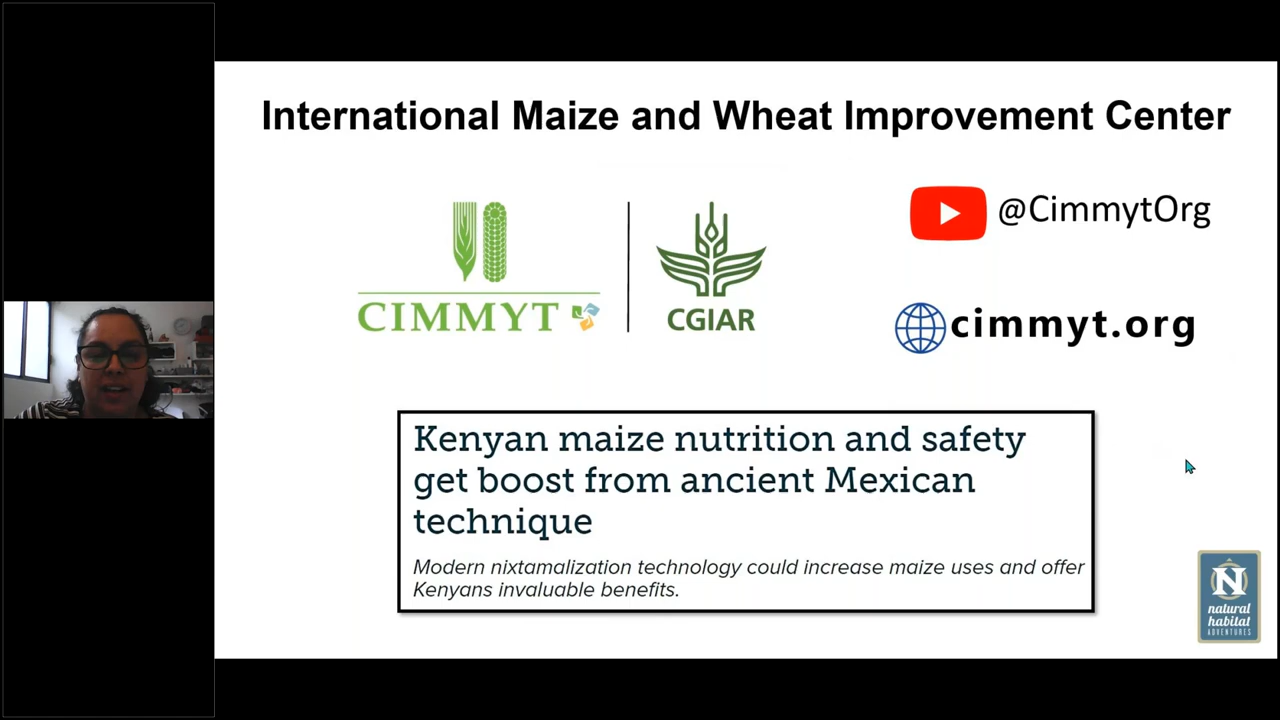 International Maize and Wheat Improvement Center
@CimmytOrg
CIMMYT
CGIAR
cimmyt.org
Kenyan maize nutrition and safety
get boost from ancient Mexican
technique
Modern nixtamalization technology could increase maize uses and offer
Kenyans invaluable benefits.
N
natural
habitat
ADVENTURES